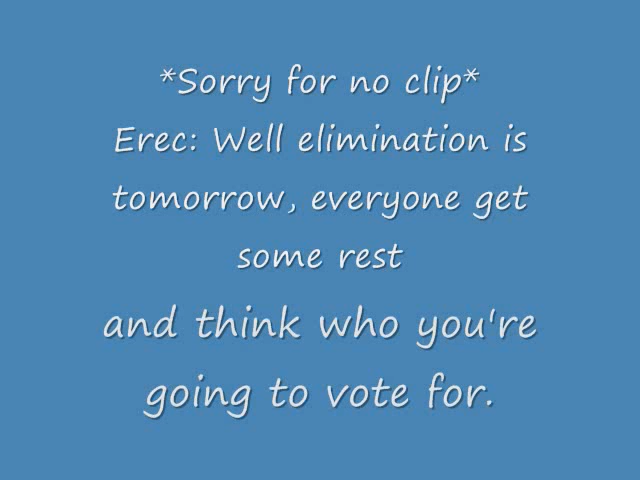 *Sorry for no clip*
Erec: Well elimination is
tomorrow, everyone get
some rest
and think who you're
going to vote for.